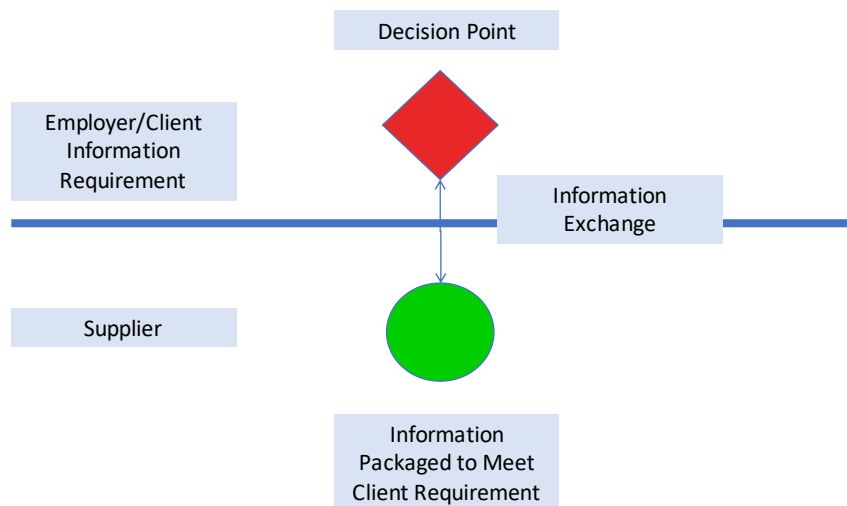 Decision Point
Employer/Client
Information
Requirement
Information
Exchange
Supplier
Information
Packaged to Meet
Client Requirement